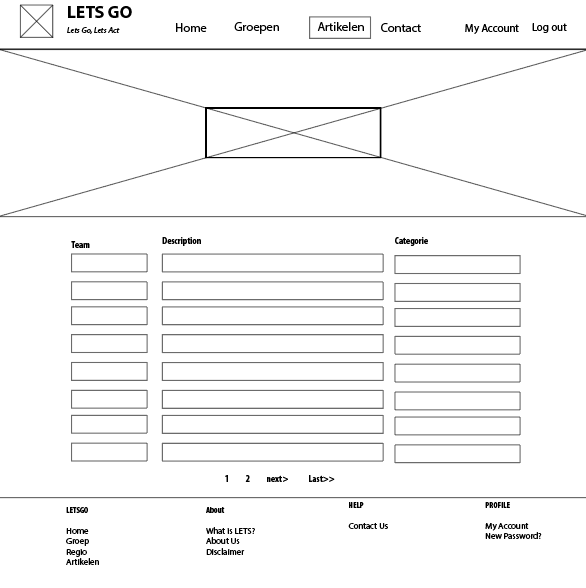 LETS GO
Lets Go, Lets Act
Home Groepen Artikelen Contact My Account Log out
Team Description Categorie
1 2 next> Last>>
LETSGO
Home
Groep
Regio
Artikelen
About
What is LETS?
About Us
Disclaimer
HELP
Contact Us
PROFILE
My Account
New Password?